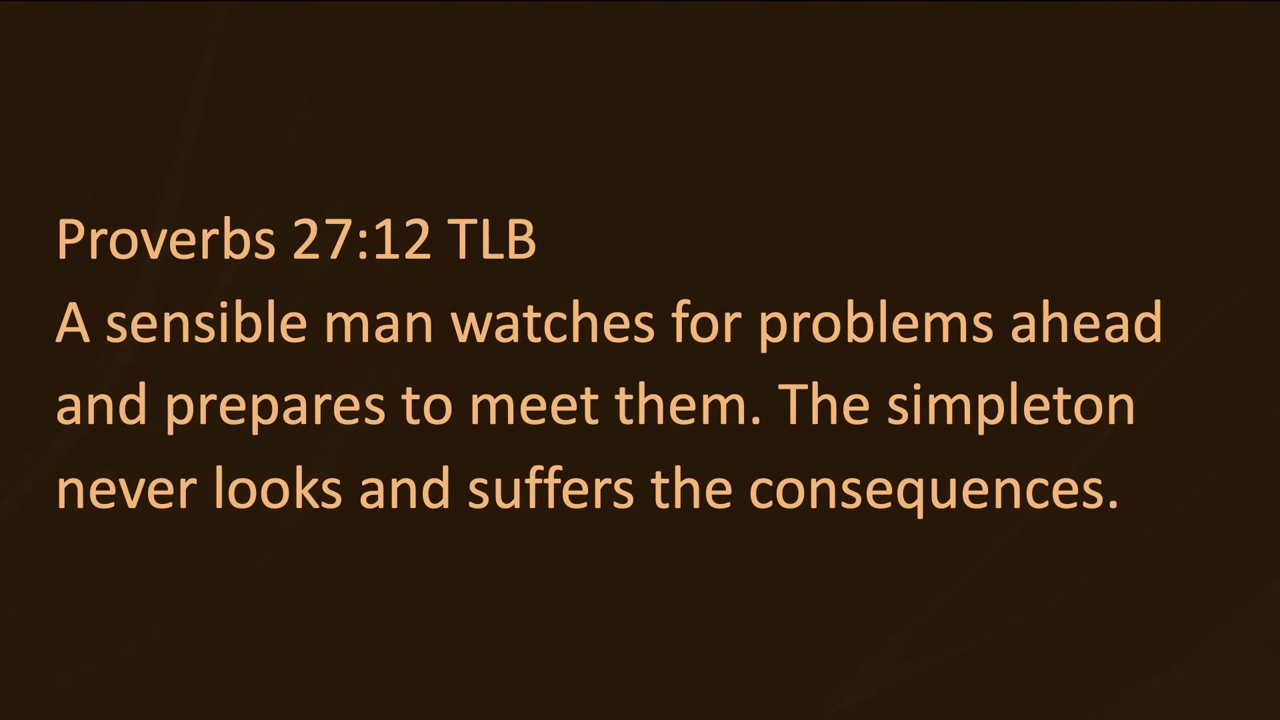 Proverbs 27:12 TLB
A sensible man watches for problems ahead
and prepares to meet them. The simpleton
never looks and suffers the consequences.